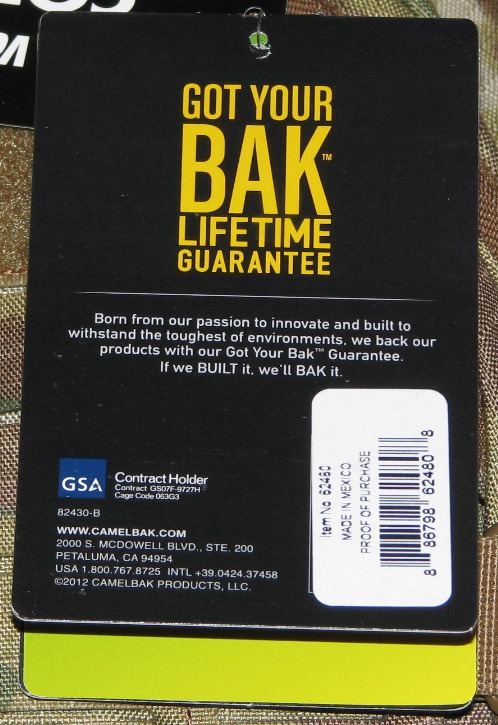 GOT YOUR
BAK™
LIFETIME
GUARANTEE
Born from our passion to innovate and built to
withstand the toughest of environments, we back our
products with our Got Your Bak™ Guarantee.
If we BUILT it, we'll BAK it.
GSA
Contract Holder
Contract GS07F-9727H
Cage Code 063G3
82430-B
WWW.CAMELBAK.COM
2000 S. MCDOWELL BLVD., STE. 200
PETALUMA, CA 94954
USA 1.800.767.8725 INTL +39.0424.37458
©2012 CAMELBAK PRODUCTS, LLC.
Item No. 62480
MADE IN MEXICO
PROOF OF PURCHASE
8 86798 62480 8